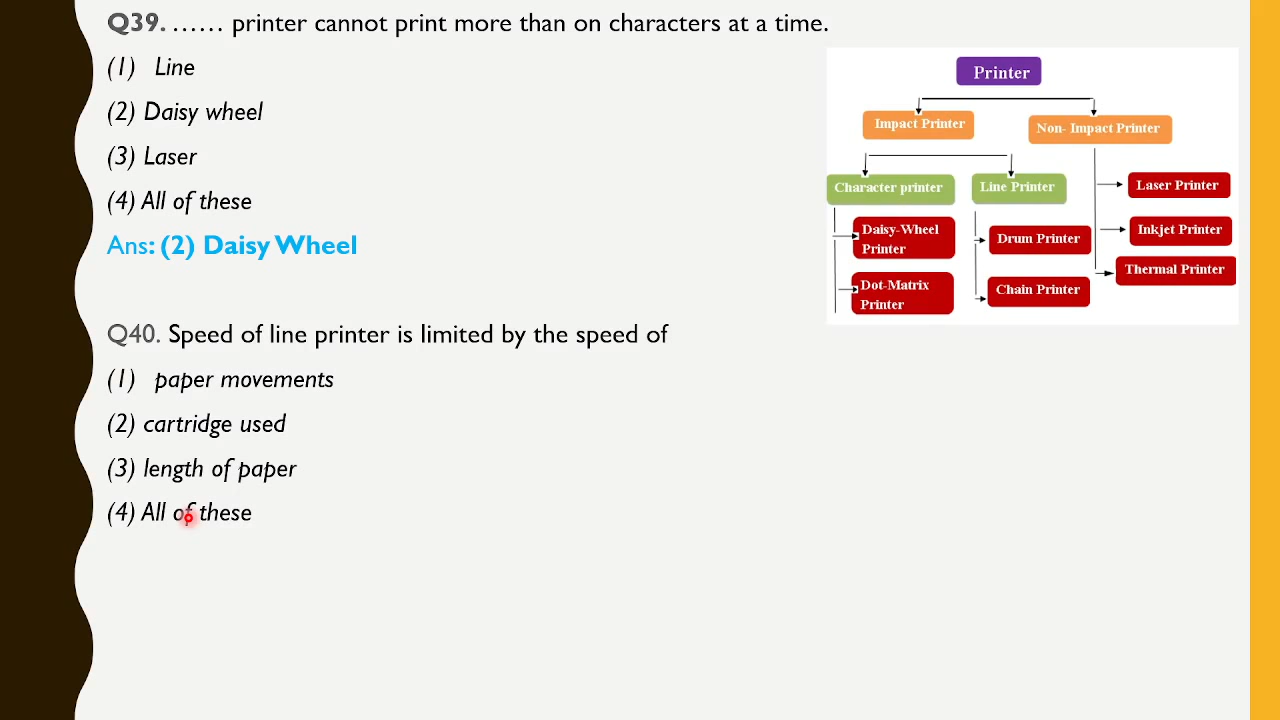 Q39. …… printer cannot print more than on characters at a time.
(1) Line
(2) Daisy wheel
(3) Laser
(4) All of these
Ans: (2) Daisy Wheel
Printer
Impact Printer
Non- Impact Printer
Character printer
Line Printer
Laser Printer
Daisy-Wheel
Printer
Drum Printer
Inkjet Printer
Dot-Matrix
Printer
Chain Printer
Thermal Printer
Q40. Speed of line printer is limited by the speed of
(1) paper movements
(2) cartridge used
(3) length of paper
(4) All of these